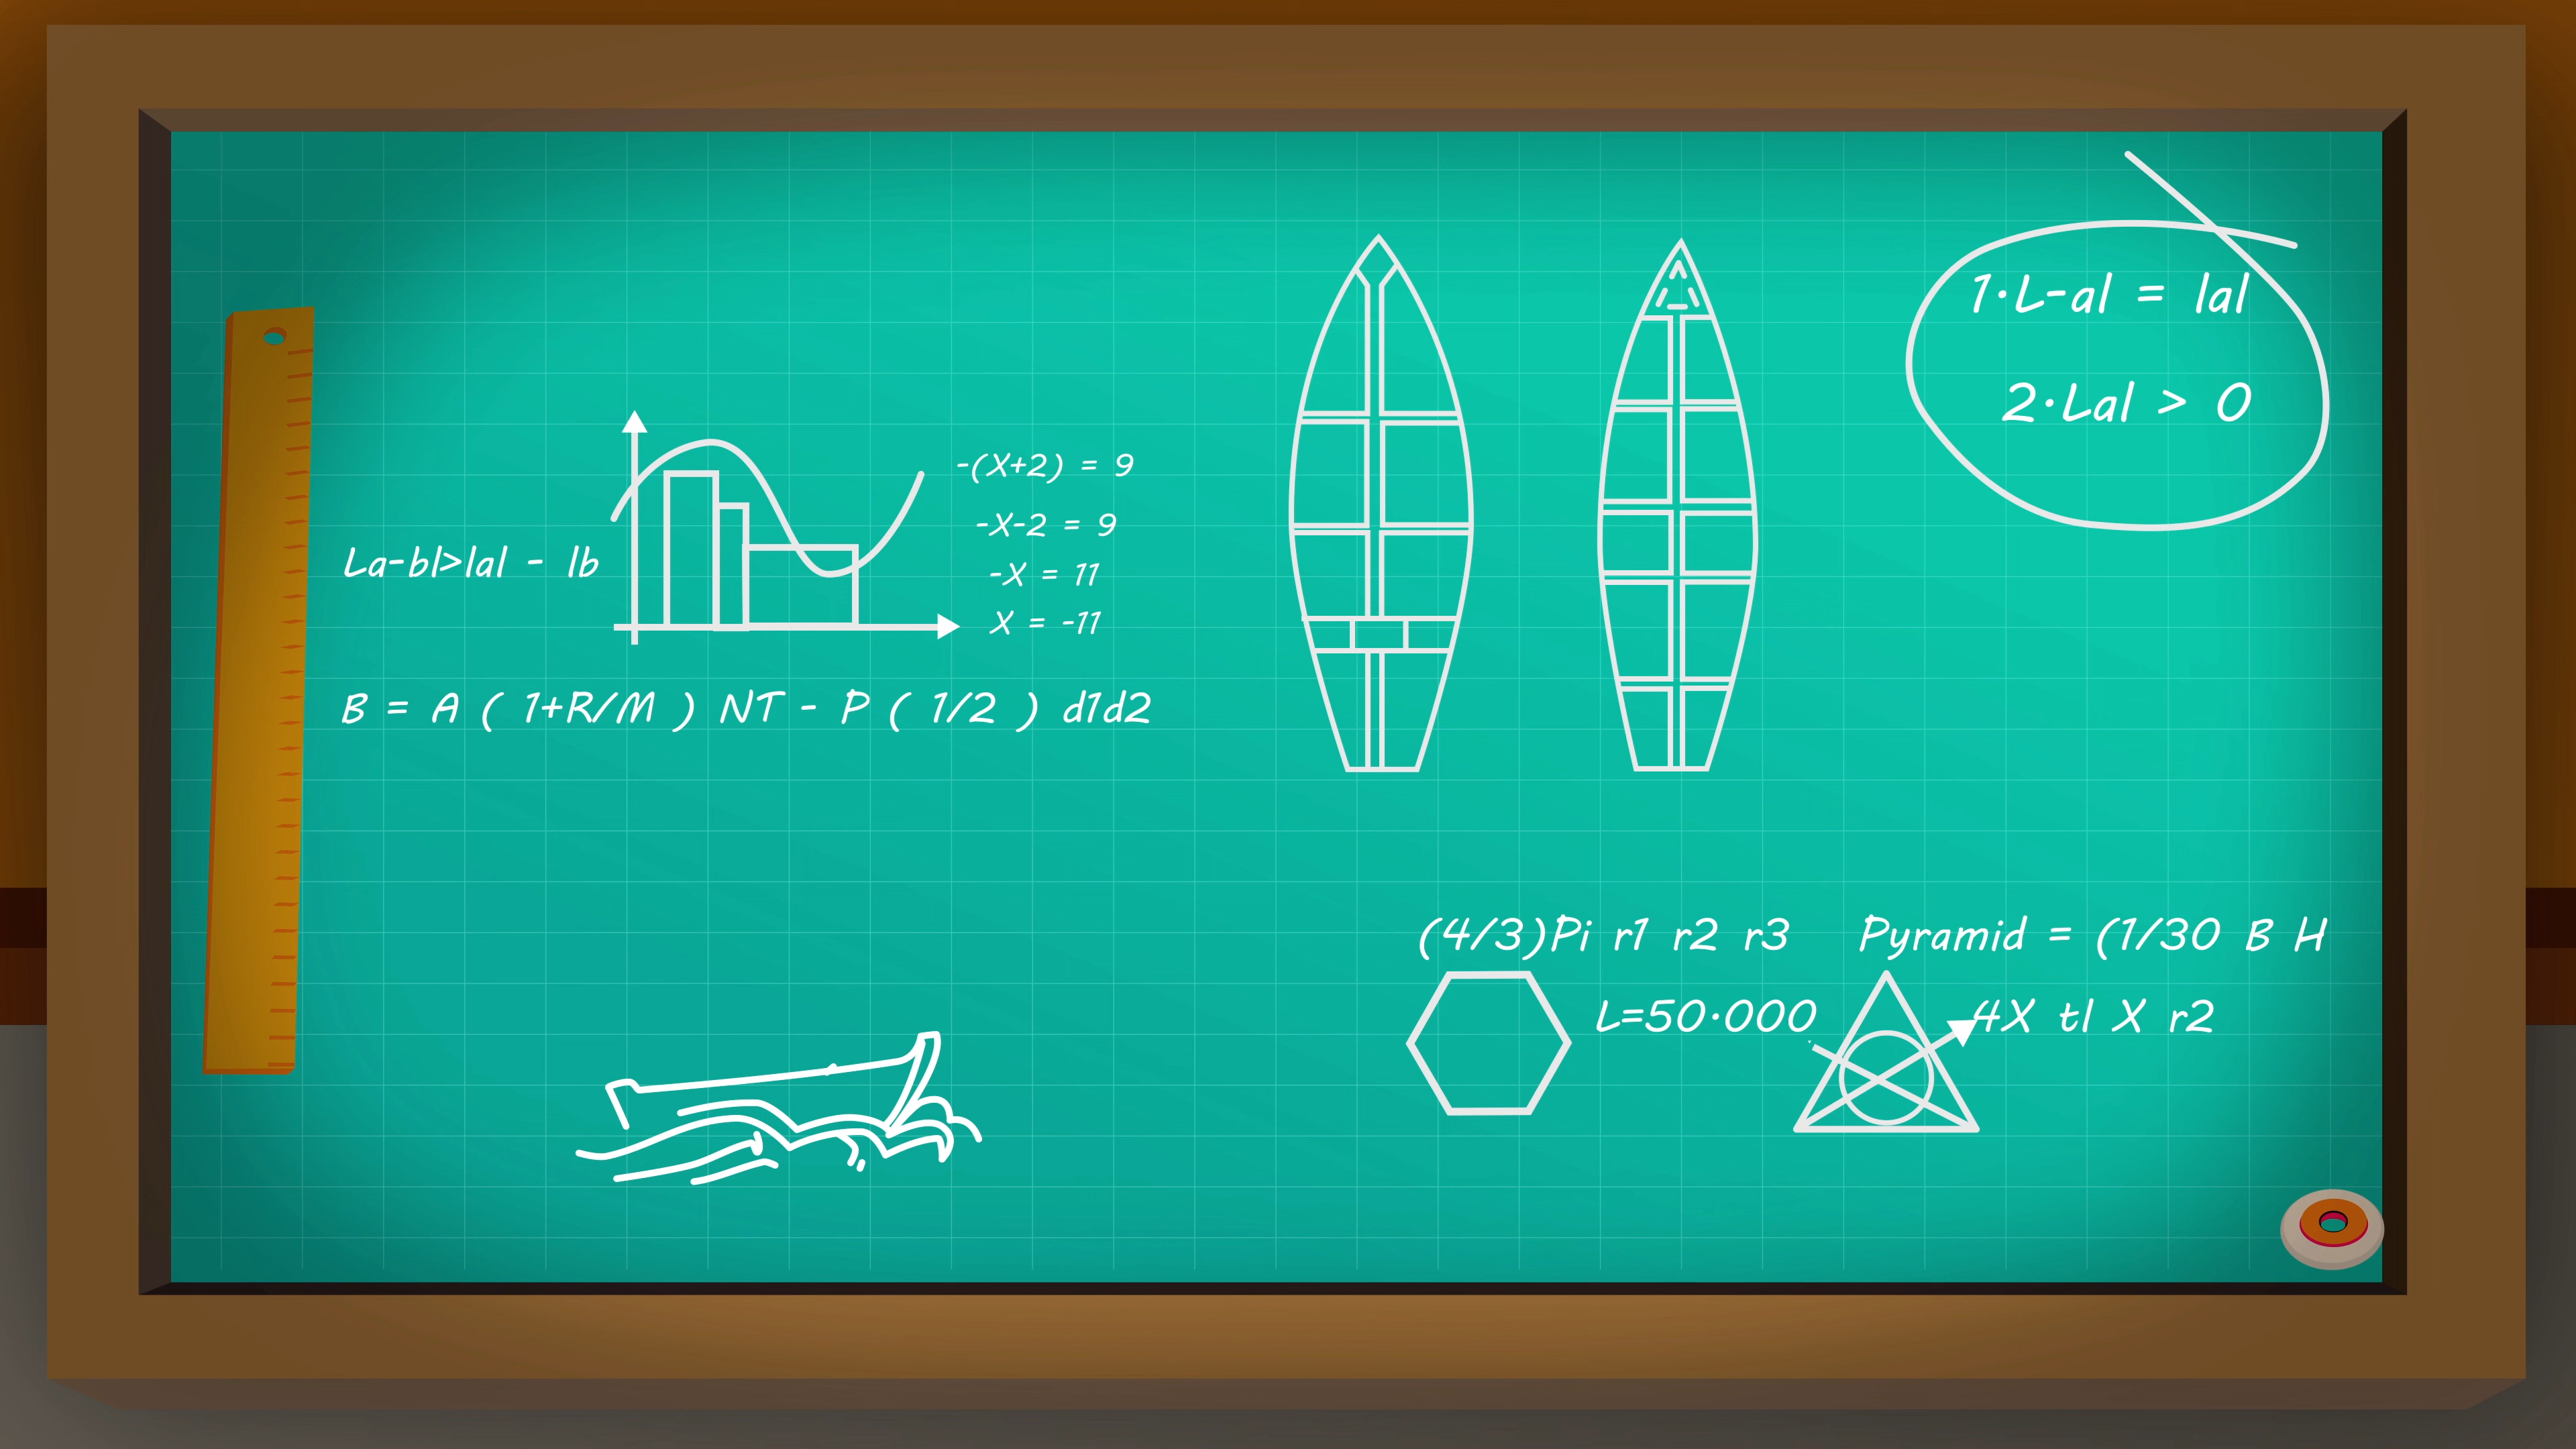 1·L-al = lal
2·Lal > 0
-(X+2) = 9
-X-2 = 9
-X = 11
X = -11
La-bl>lal - lb
B = A ( 1+R/M ) NT - P ( 1/2 ) d1d2
(4/3)Pi r1 r2 r3
Pyramid = (1/30 B H
L=50·000
4X tl X r2